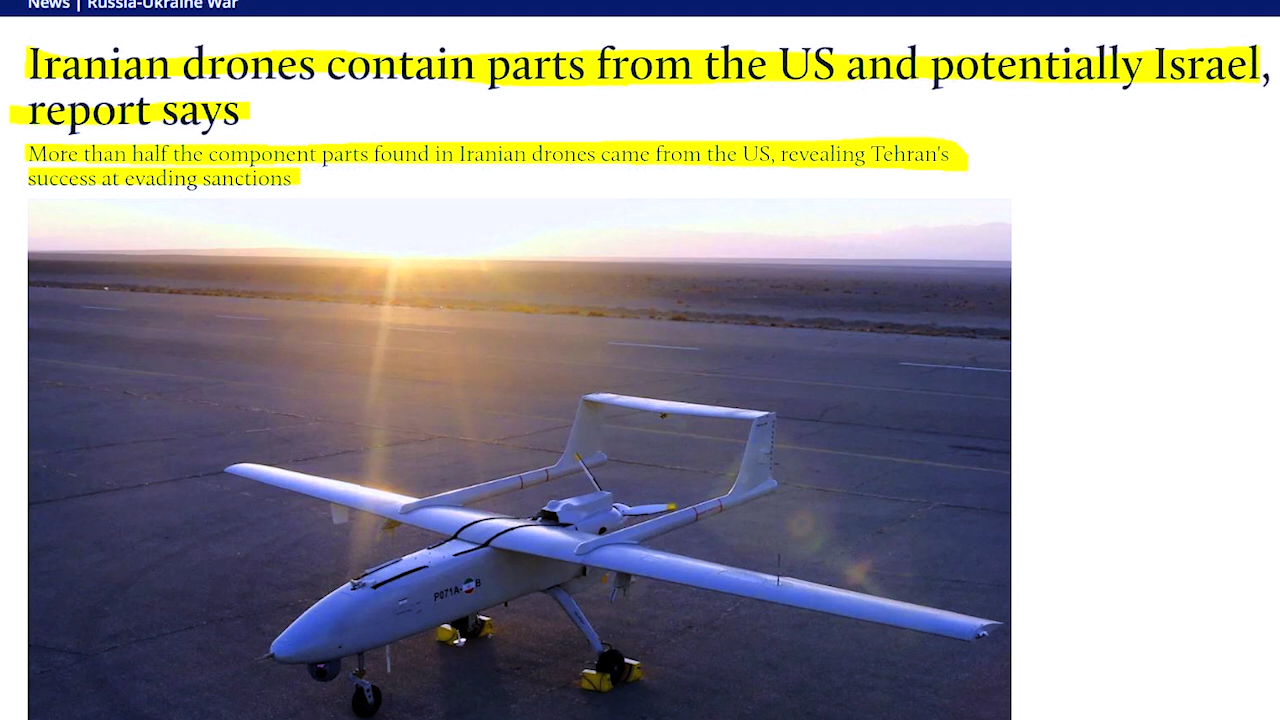 News | Russia-Ukraine War
Iranian drones contain parts from the US and potentially Israel,
report says
More than half the component parts found in Iranian drones came from the US, revealing Tehran's
success at evading sanctions
P071A-
B